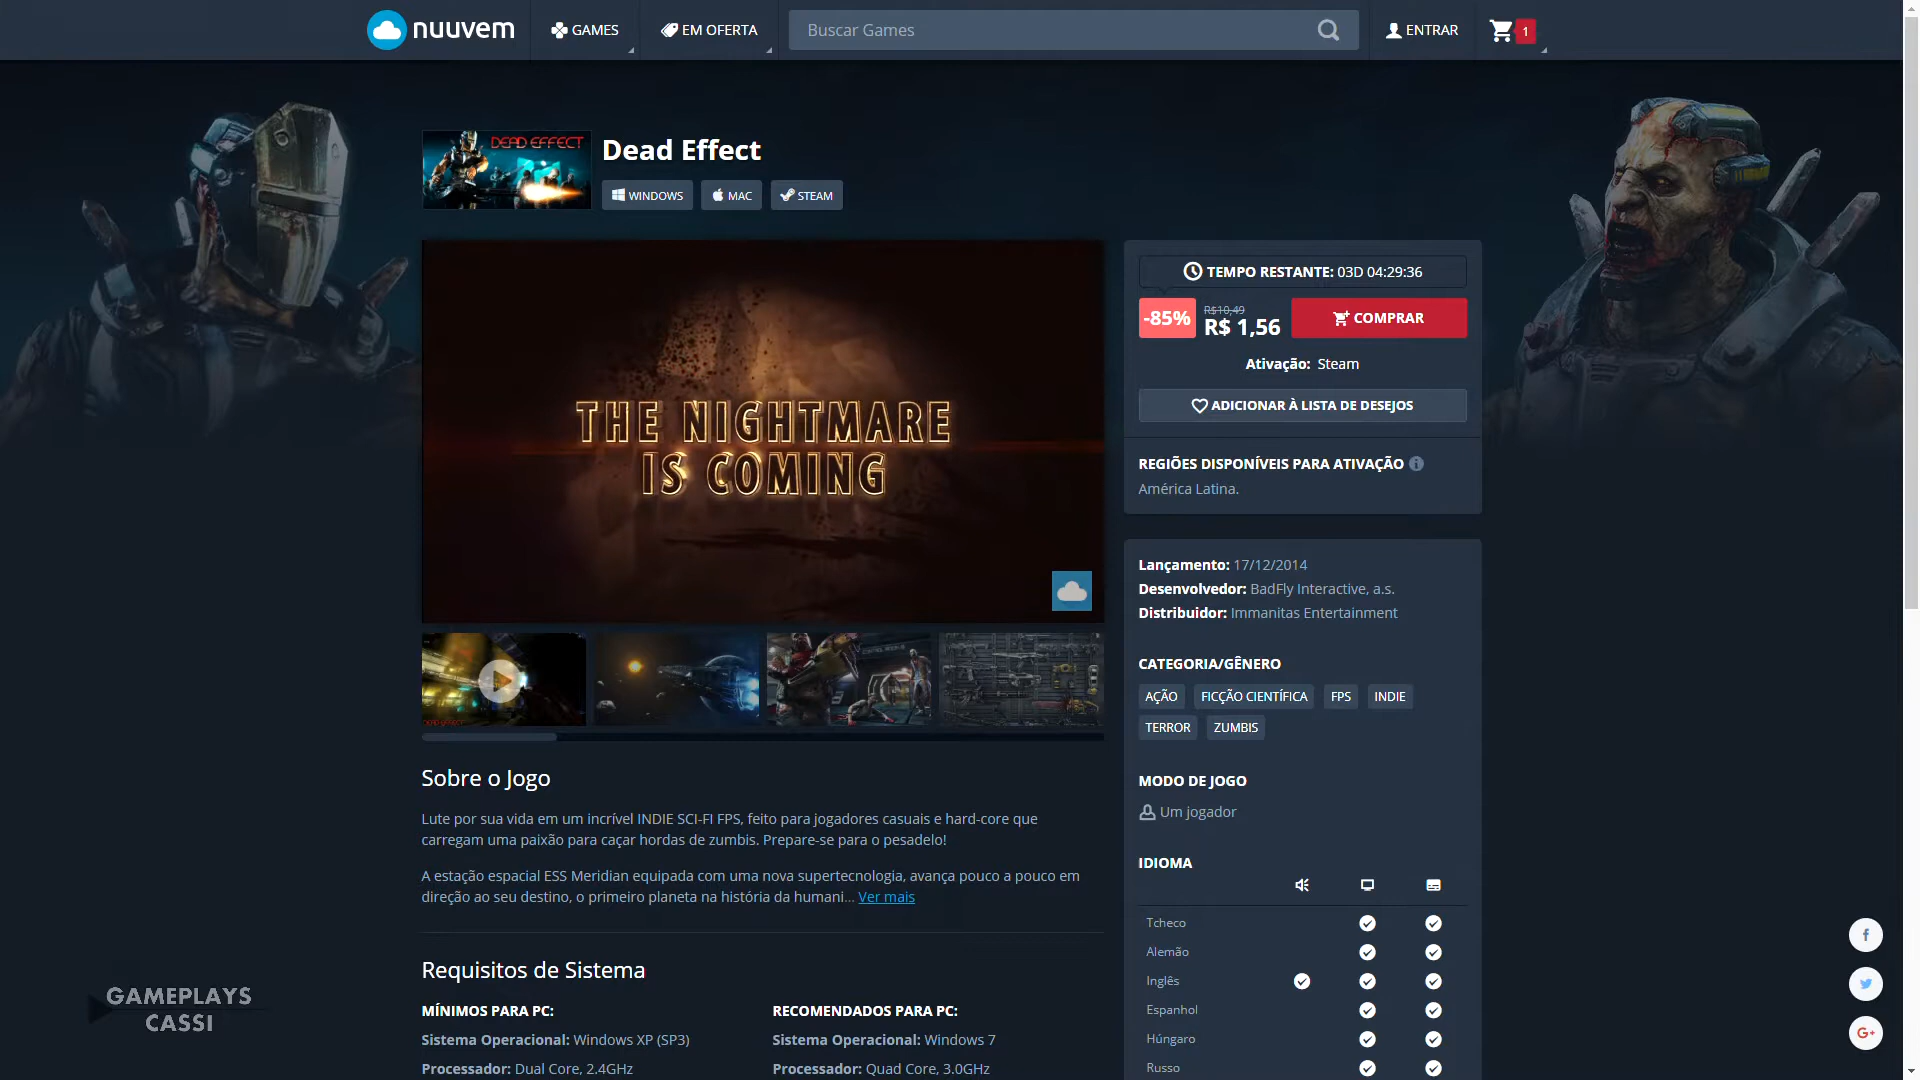 nuuvem
GAMES
EM OFERTA
Buscar Games
ENTRAR
1
DEAD EFFECT
Dead Effect
WINDOWS
MAC
STEAM
THE NIGHTMARE
IS COMING
TEMPO RESTANTE: 03D 04:29:36
-85%
R$10,49
R$ 1,56
COMPRAR
Ativação: Steam
ADICIONAR À LISTA DE DESEJOS
REGIÕES DISPONÍVEIS PARA ATIVAÇÃO
América Latina.
Lançamento: 17/12/2014
Desenvolvedor: BadFly Interactive, a.s.
Distribuidor: Immanitas Entertainment
CATEGORIA/GÊNERO
AÇÃO
FICÇÃO CIENTÍFICA
FPS
INDIE
TERROR
ZUMBIS
MODO DE JOGO
Um jogador
IDIOMA
Tcheco
Alemão
Inglês
Espanhol
Húngaro
Russo
DEAD EFFECT
Sobre o Jogo
Lute por sua vida em um incrível INDIE SCI-FI FPS, feito para jogadores casuais e hard-core que
carregam uma paixão para caçar hordas de zumbis. Prepare-se para o pesadelo!
A estação espacial ESS Meridian equipada com uma nova supertecnologia, avança pouco a pouco em
direção ao seu destino, o primeiro planeta na história da humani... Ver mais
Requisitos de Sistema
MÍNIMOS PARA PC:
Sistema Operacional: Windows XP (SP3)
Processador: Dual Core, 2.4GHz
RECOMENDADOS PARA PC:
Sistema Operacional: Windows 7
Processador: Quad Core, 3.0GHz
GAMEPLAYS
CASSI
f
G+